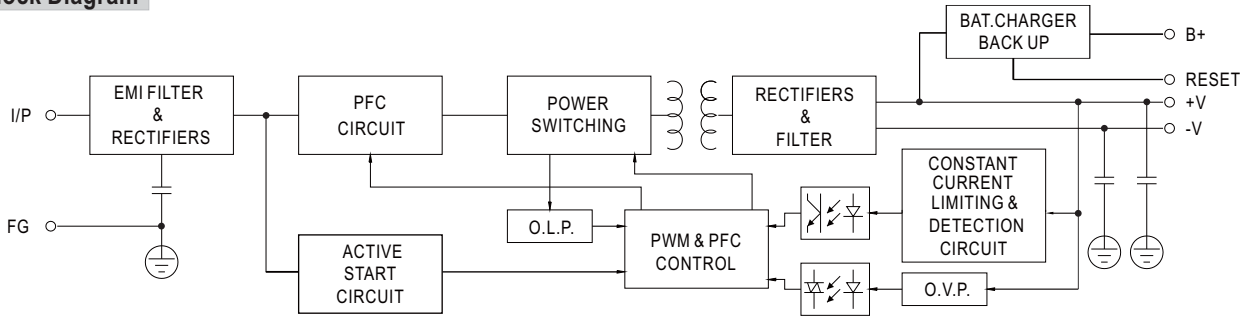 Block Diagram
BAT.CHARGER
BACK UP
B+
RESET
+V
-V
I/P
EMI FILTER
&
RECTIFIERS
PFC
CIRCUIT
POWER
SWITCHING
RECTIFIERS
&
FILTER
FG
O.L.P.
PWM & PFC
CONTROL
CONSTANT
CURRENT
LIMITING &
DETECTION
CIRCUIT
ACTIVE
START
CIRCUIT
O.V.P.